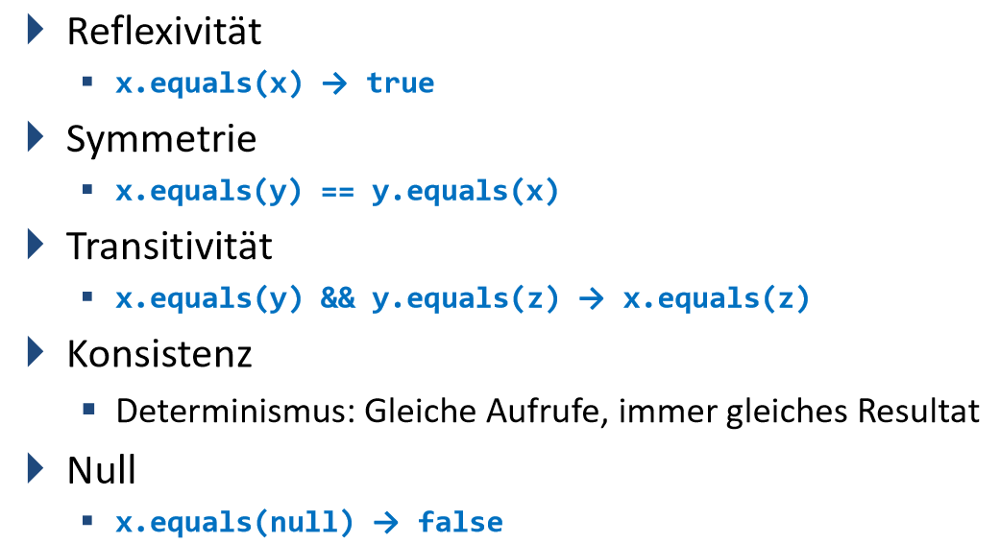 Reflexivität
x.equals(x) → true
Symmetrie
x.equals(y) == y.equals(x)
Transitivität
x.equals(y) && y.equals(z) → x.equals(z)
Konsistenz
Determinismus: Gleiche Aufrufe, immer gleiches Resultat
Null
x.equals(null) → false